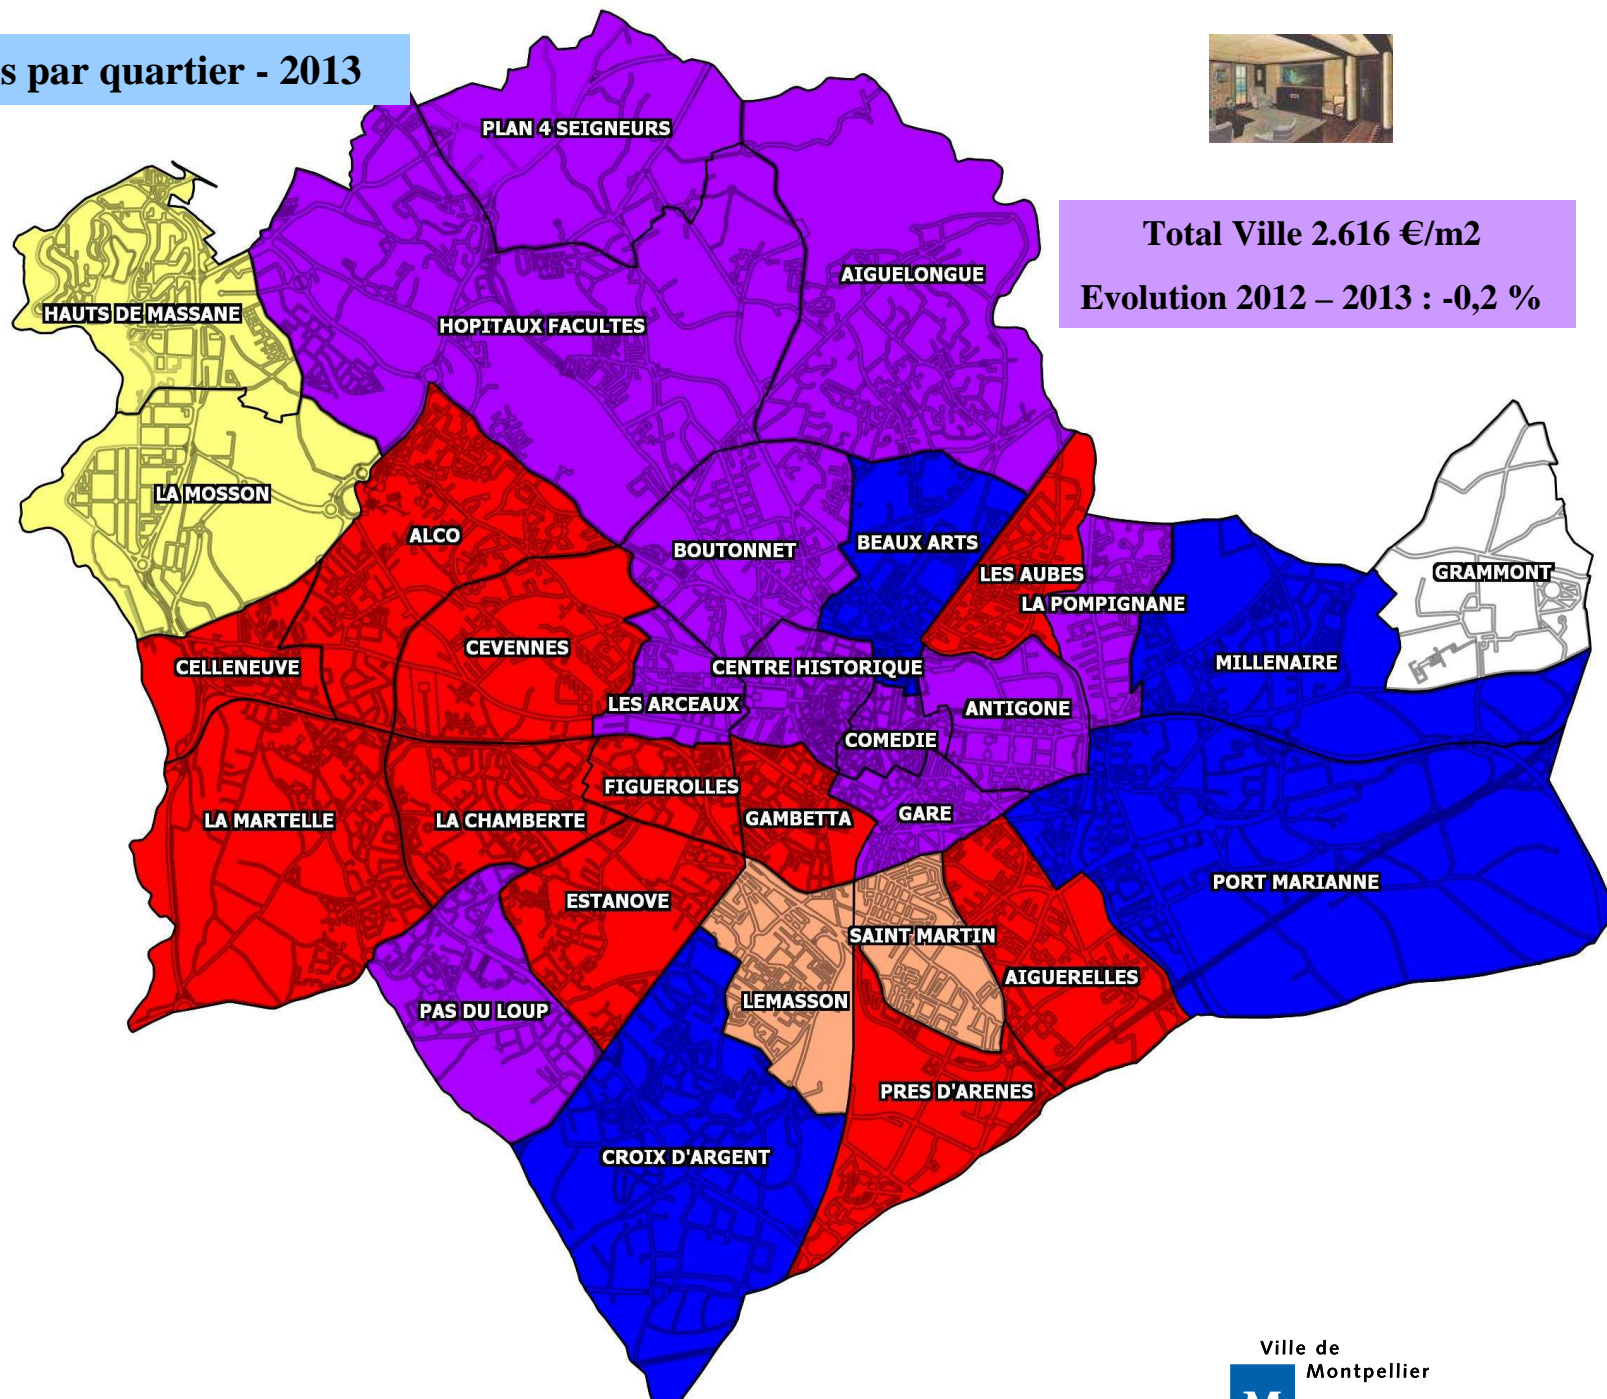 s par quartier - 2013
PLAN 4 SEIGNEURS
Total Ville 2.616 €/m2
AIGUELONGUE
Evolution 2012 – 2013 : -0,2 %
HAUTS DE MASSANE
HOPITAUX FACULTES
LA MOSSON
ALCO
BOUTONNET
BEAUX ARTS
LES AUBES
GRAMMONT
LA POMPIGNANE
CEVENNES
CELLENEUVE
CENTRE HISTORIQUE
MILLENAIRE
LES ARCEAUX
ANTIGONE
COMEDIE
FIGUEROLLES
LA MARTELLE
LA CHAMBERTE
GAMBETTA
GARE
PORT MARIANNE
ESTANOVE
SAINT MARTIN
AIGUERELLES
LEMASSON
PAS DU LOUP
PRES D'ARENES
CROIX D'ARGENT
Ville de
Montpellier
M